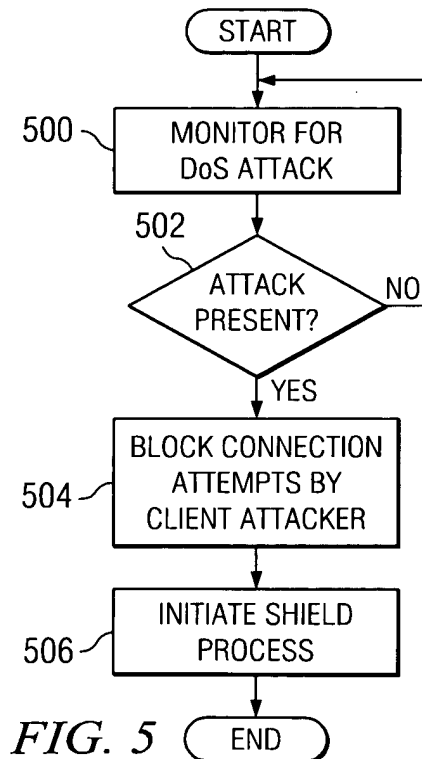 START
500
MONITOR FOR
DoS ATTACK
502
ATTACK
PRESENT?
NO
YES
504
BLOCK CONNECTION
ATTEMPTS BY
CLIENT ATTACKER
506
INITIATE SHIELD
PROCESS
FIG. 5
END